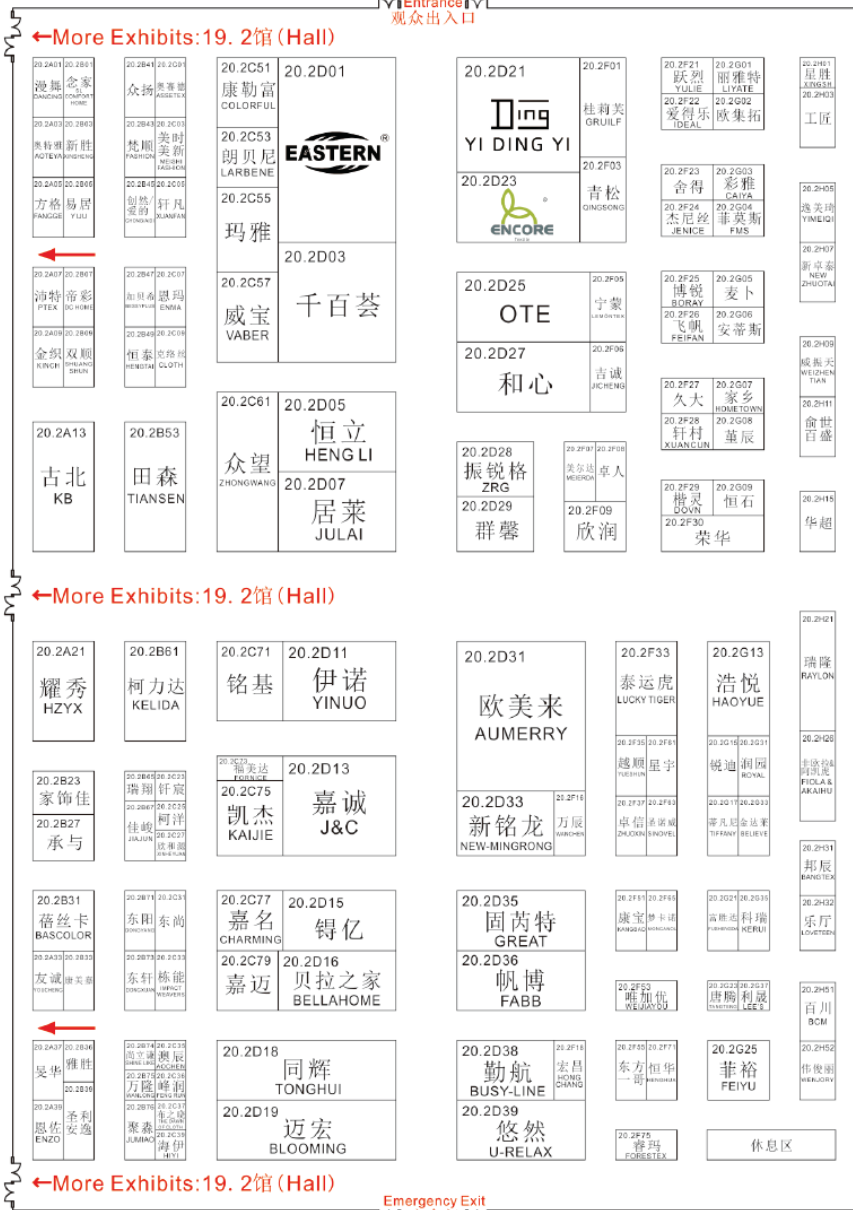 Entrance
观众出入口
←More Exhibits:19. 2馆(Hall)
20.2A01
漫舞
DANCING
20.2B01
念家
COMFORT
HOME
20.2B41
众扬
20.2C01
奥赛德
ASSETEX
20.2A03
奥特雅
AOTEYA
20.2B03
新胜
XINSHENG
20.2B43
梵顺
FASHION
20.2C03
美时
美新
MEISHI
FASHION
20.2A05
方格
FANGGE
20.2B05
易居
YIJU
20.2B45
创然/
爱的
20.2C05
轩凡
XUANFAN
20.2A07
沛特
PTEX
20.2B07
帝彩
DC HOME
20.2B47
加贝希
20.2C07
恩玛
ENMA
20.2A09
金织
KINCH
20.2B09
双顺
SHUANG
SHUN
20.2B49
恒泰
HENGTAI
20.2C09
克络丝
CLOTH
20.2A13
古北
KB
20.2B53
田森
TIANSEN
20.2C51
康勒富
COLORFUL
20.2C53
朗贝尼
LARBENE
20.2C55
玛雅
20.2C57
威宝
VABER
20.2D01
EASTERN®
20.2D03
千百荟
20.2C61
众望
ZHONGWANG
20.2D05
恒立
HENG LI
20.2D07
居莱
JULAI
20.2D21
YI DING YI
20.2F01
桂莉芙
GRUILF
20.2D23
ENCORE
20.2F03
青松
QINGSONG
20.2D25
OTE
20.2F05
宁蒙
20.2D27
和心
20.2F06
吉诚
JICHENG
20.2D28
振锐格
ZRG
20.2D29
群馨
20.2F07
美尔达
MEIERDA
20.2F08
卓人
20.2F09
欣润
20.2F21
跃烈
YULIE
20.2G01
丽雅特
LIYATE
20.2F22
爱得乐
IDEAL
20.2G02
欧集拓
20.2F23
舍得
20.2G03
彩雅
CAIYA
20.2F24
杰尼丝
JENICE
20.2G04
菲莫斯
FMS
20.2F25
博锐
BORAY
20.2G05
麦卜
20.2F26
飞帆
FEIFAN
20.2G06
安蒂斯
20.2F27
久大
20.2G07
家乡
HOMETOWN
20.2F28
轩村
XUANCUN
20.2G08
堇辰
20.2F29
楷灵
DOVN
20.2G09
恒石
20.2F30
荣华
20.2H01
星胜
XINGSH
20.2H03
工匠
20.2H05
逸美琦
YIMEIQI
20.2H07
新卓泰
NEW
ZHUOTAI
20.2H09
威振天
WEIZHEN
TIAN
20.2H11
俞世
百盛
20.2H15
华超
←More Exhibits:19. 2馆(Hall)
20.2A21
耀秀
HZYX
20.2B61
柯力达
KELIDA
20.2B23
家饰佳
20.2B27
承与
20.2B65
瑞翔
20.2C23
钎宸
20.2B67
佳峻
JIAJUN
20.2C25
柯洋
20.2C27
欣和苑
20.2B31
蓓丝卡
BASCOLOR
20.2A33
友诚
YOUCHENG
20.2B33
康芙嘉
20.2B71
东阳
20.2C31
东尚
20.2B73
东轩
DONGXUAN
20.2C33
栋能
IMPACT
WEAVERS
20.2A37
旻华
20.2B36
雅胜
20.2B38
圣利
安逸
20.2A39
恩佐
ENZO
20.2B74
尚立谦
SHINE LIKE
20.2C35
澳辰
AOCHEN
20.2B75
万隆
WANLONG
20.2C36
峰润
FENG RUN
20.2B76
聚淼
JUMIAO
20.2C37
布之晓
20.2C39
海伊
HIYI
20.2C71
铭基
20.2D11
伊诺
YINUO
20.2C73
福美达
FORNICE
20.2C75
凯杰
KAIJIE
20.2D13
嘉诚
J&C
20.2C77
嘉名
CHARMING
20.2D15
锝亿
20.2C79
嘉迈
20.2D16
贝拉之家
BELLAHOME
20.2D18
同辉
TONGHUI
20.2D19
迈宏
BLOOMING
20.2D31
欧美来
AUMERRY
20.2D33
新铭龙
NEW-MINGRONG
20.2F16
万辰
WANCHEN
20.2D35
固芮特
GREAT
20.2D36
帆博
FABB
20.2D38
勤航
BUSY-LINE
20.2F18
宏昌
HONG
CHANG
20.2D39
悠然
U-RELAX
20.2F33
泰运虎
LUCKY TIGER
20.2G13
浩悦
HAOYUE
20.2F35
越顺
YUESHUN
20.2F61
星宇
20.2G15
锐迪
20.2G31
润园
ROYAL
20.2F37
卓信
ZHUOXIN
20.2F63
圣诺威
SINOVEL
20.2G17
蒂凡尼
TIFFANY
20.2G33
金达莱
BELIEVE
20.2F51
康宝
KANGBAO
20.2F65
梦卡诺
20.2G21
富胜达
FUSHENGDA
20.2G35
科瑞
KERUI
20.2F53
唯加优
WEIJIAYOU
20.2G23
唐腾
20.2G37
利晟
LEE'S
20.2F55
东方
一哥
20.2F71
恒华
HENGHUA
20.2G25
菲裕
FEIYU
20.2F75
睿玛
FORESTEX
休息区
20.2H21
瑞隆
RAYLON
20.2H26
菲欧拉&
阿凯虎
FIOLA &
AKAIHU
20.2H31
邦辰
BANGTEX
20.2H32
乐厅
LOVETEEN
20.2H51
百川
BCM
20.2H52
伟俊丽
WENJORY
←More Exhibits:19. 2馆(Hall)
Emergency Exit